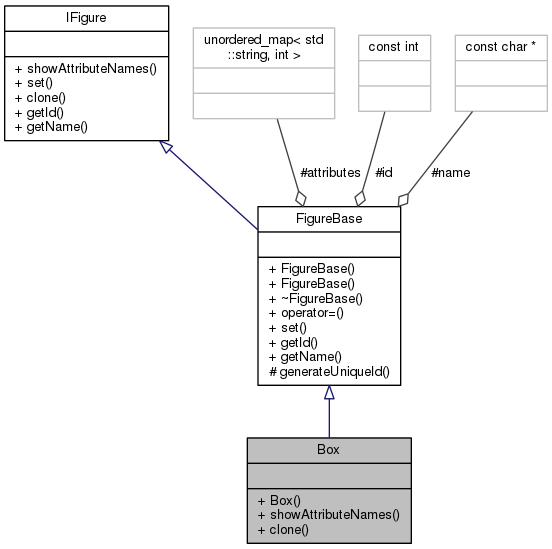 IFigure
+ showAttributeNames()
+ set()
+ clone()
+ getId()
+ getName()
unordered_map< std
::string, int >
const int
const char *
#attributes
#id
#name
FigureBase
+ FigureBase()
+ FigureBase()
+ ~FigureBase()
+ operator=()
+ set()
+ getId()
+ getName()
# generateUniqueId()
Box
+ Box()
+ showAttributeNames()
+ clone()